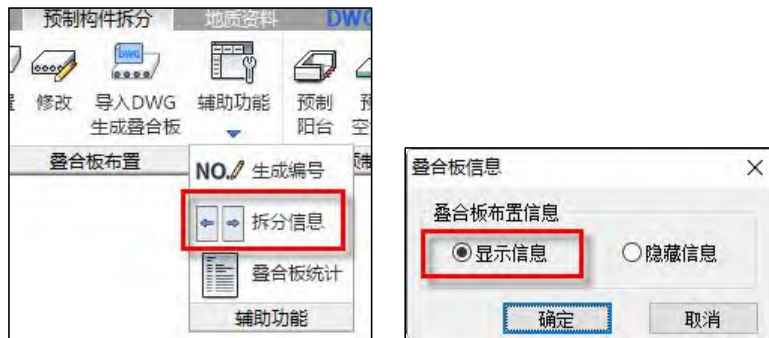 预制构件拆分
地质资料
DWG
DWG
修改
导入DWG
生成叠合板
辅助功能
预制
阳台
叠合板布置
NO. 生成编号
拆分信息
叠合板统计
辅助功能
叠合板信息
叠合板布置信息
显示信息
隐藏信息
确定
取消